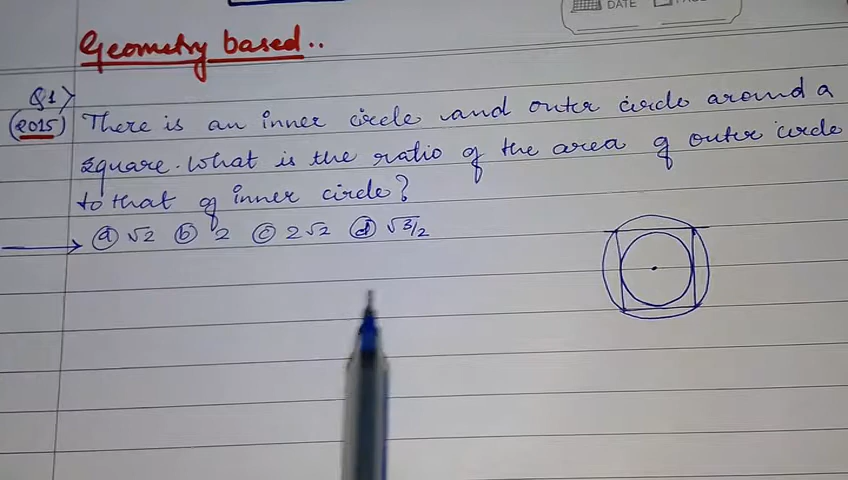 DATE
Geometry based..
Q1>
(2015) There is an inner circle and outer circle around a
square. What is the ratio of the area of outer circle
to that of inner circle?
ⓐ √2 ⓑ 2 ⓒ 2√2 ⓓ √3/2